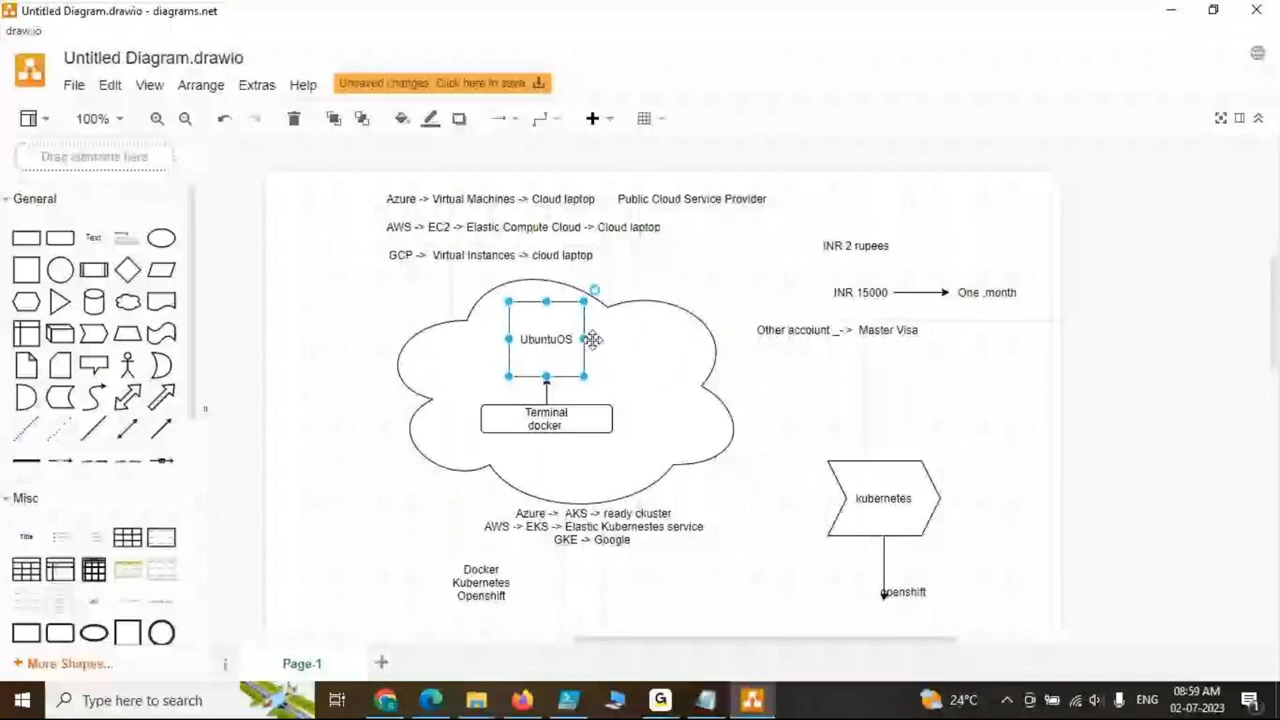 Untitled Diagram.drawio - diagrams.net
draw.io
Untitled Diagram.drawio
File Edit View Arrange Extras Help
Unsaved changes. Click here to save.
100%
Drag elements here
General
Text
Misc
Title
More Shapes...
Azure -> Virtual Machines -> Cloud laptop
Public Cloud Service Provider
AWS -> EC2 -> Elastic Compute Cloud -> Cloud laptop
GCP -> Virtual Instances -> cloud laptop
INR 2 rupees
INR 15000
One ,month
Other account _-> Master Visa
UbuntuOS
Terminal
docker
Azure -> AKS -> ready ckuster
AWS -> EKS -> Elastic Kubernestes service
GKE -> Google
Docker
Kubernetes
Openshift
kubernetes
openshift
Page-1
Type here to search
24°C
ENG
08:59 AM
02-07-2023